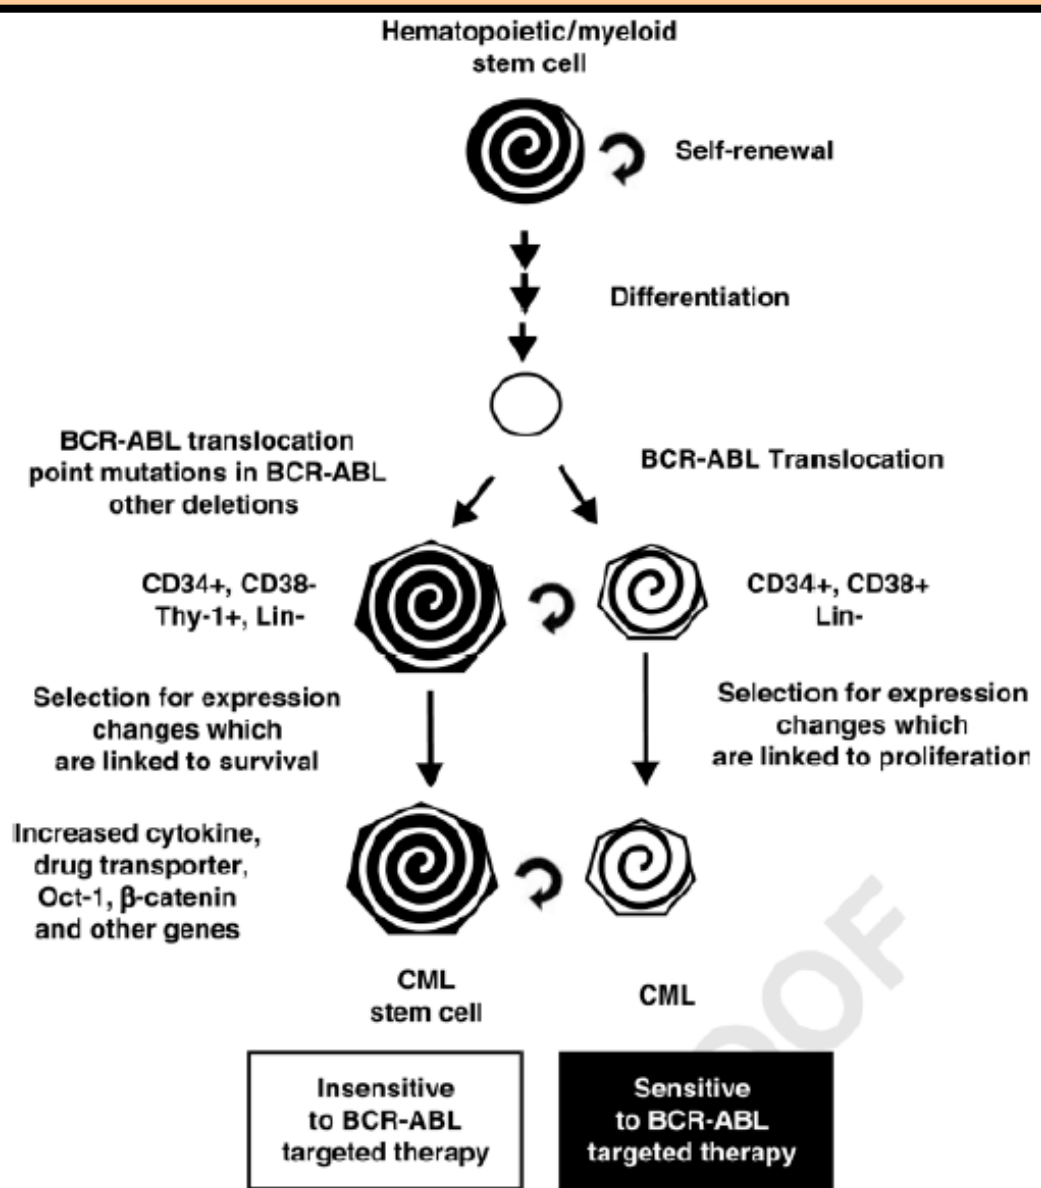 Hematopoietic/myeloid
stem cell
Self-renewal
Differentiation
BCR-ABL translocation
point mutations in BCR-ABL
other deletions
BCR-ABL Translocation
CD34+, CD38-
Thy-1+, Lin-
CD34+, CD38+
Lin-
Selection for expression
changes which
are linked to survival
Selection for expression
changes which
are linked to proliferation
Increased cytokine,
drug transporter,
Oct-1, β-catenin
and other genes
CML
stem cell
CML
Insensitive
to BCR-ABL
targeted therapy
Sensitive
to BCR-ABL
targeted therapy